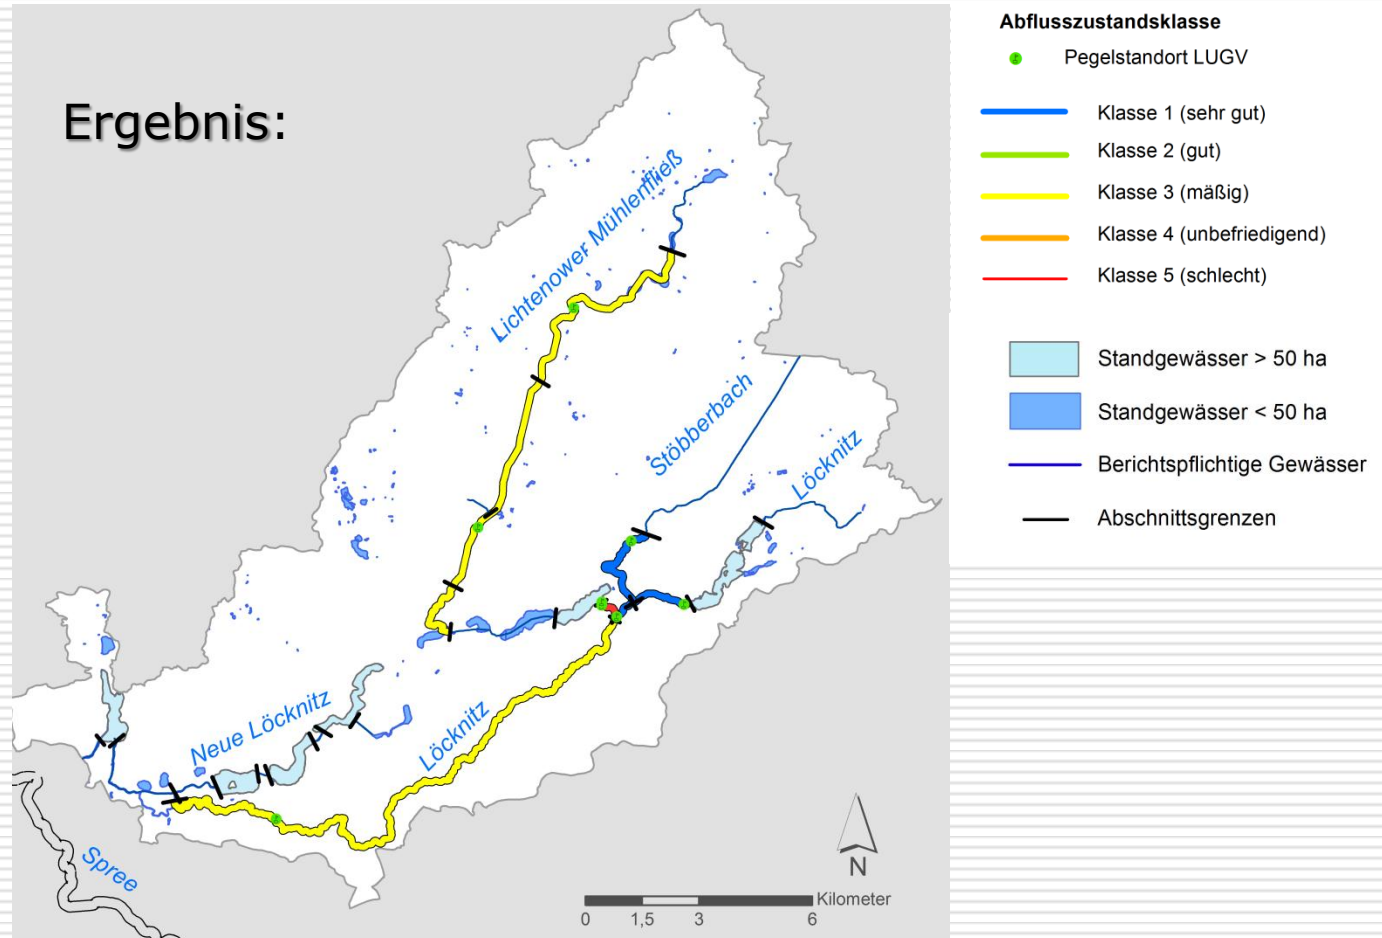 Ergebnis:
Lichtenower Mühlenfließ
Stöbberbach
Löcknitz
Neue Löcknitz
Löcknitz
Spree
N
Kilometer
0 1,5 3 6
Abflusszustandsklasse
Pegelstandort LUGV
Klasse 1 (sehr gut)
Klasse 2 (gut)
Klasse 3 (mäßig)
Klasse 4 (unbefriedigend)
Klasse 5 (schlecht)
Standgewässer > 50 ha
Standgewässer < 50 ha
Berichtspflichtige Gewässer
Abschnittsgrenzen